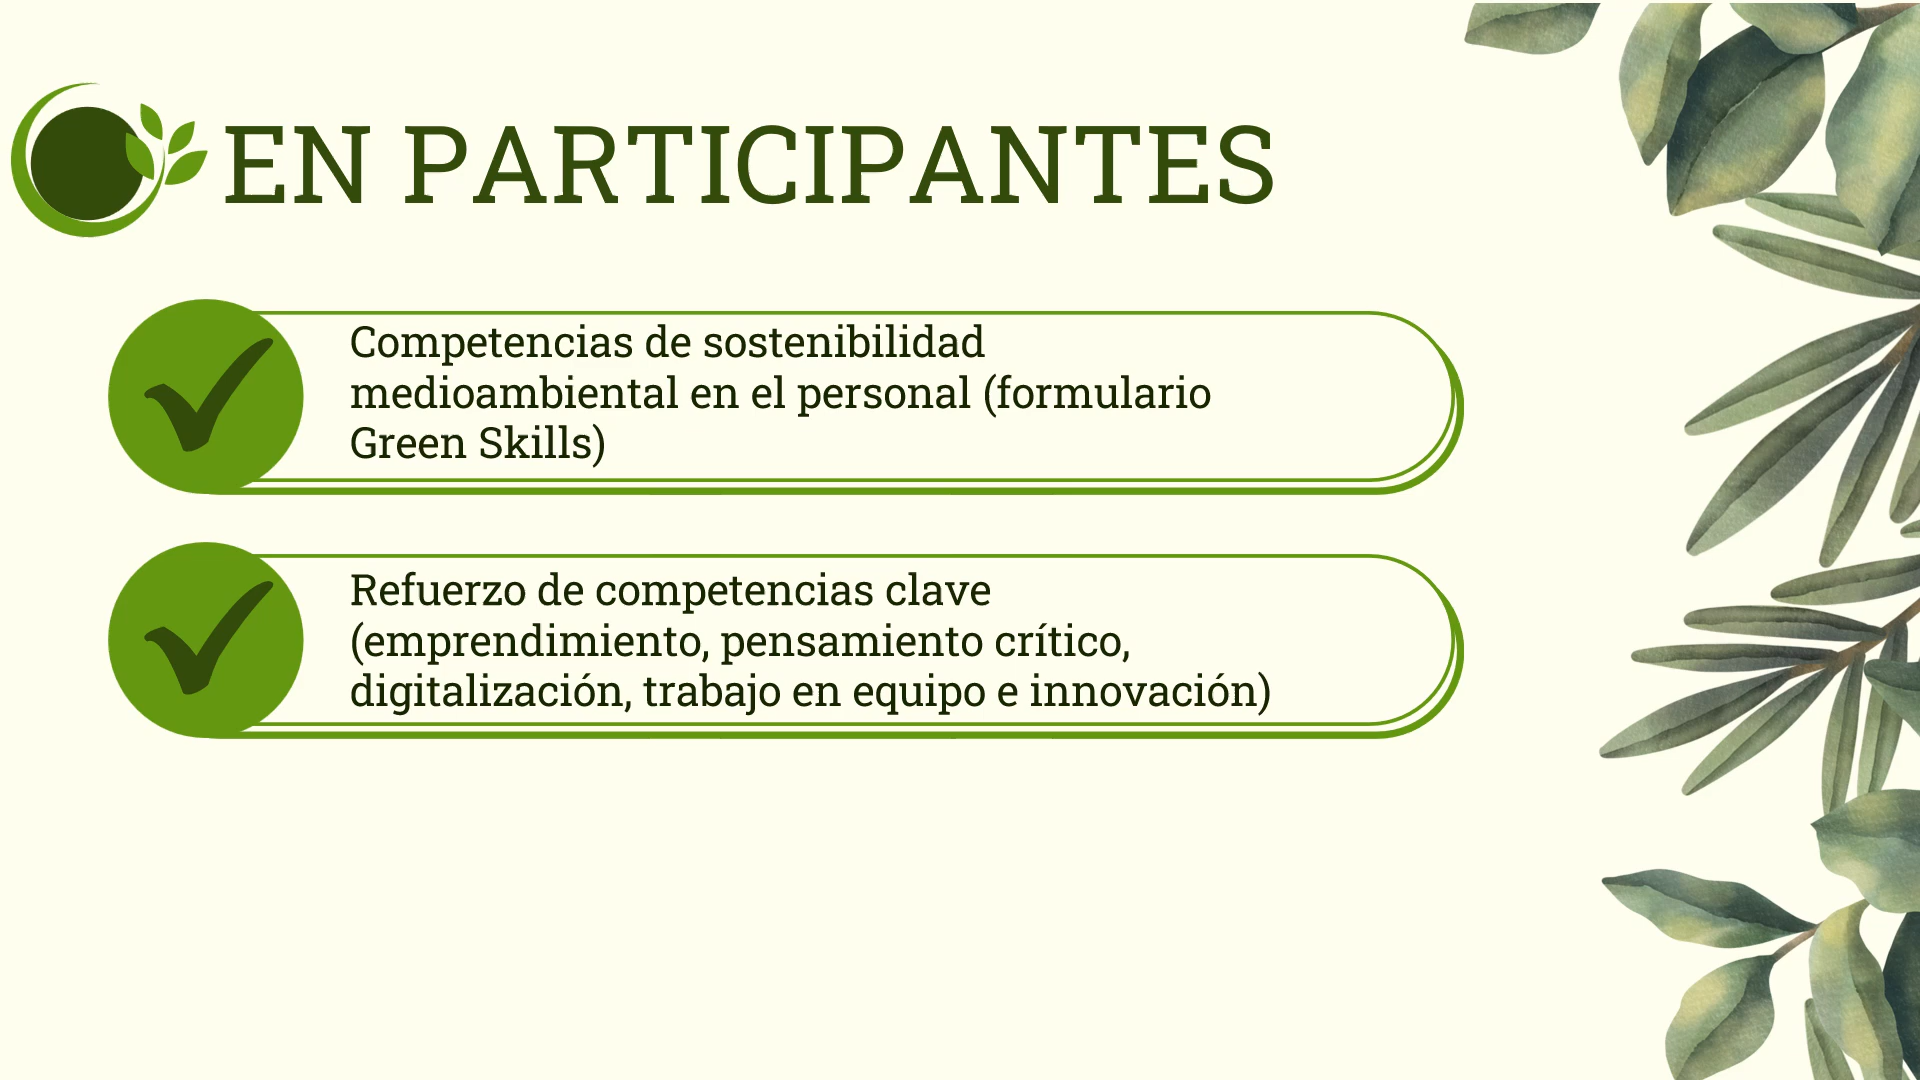 EN PARTICIPANTES
Competencias de sostenibilidad
medioambiental en el personal (formulario
Green Skills)
Refuerzo de competencias clave
(emprendimiento, pensamiento crítico,
digitalización, trabajo en equipo e innovación)